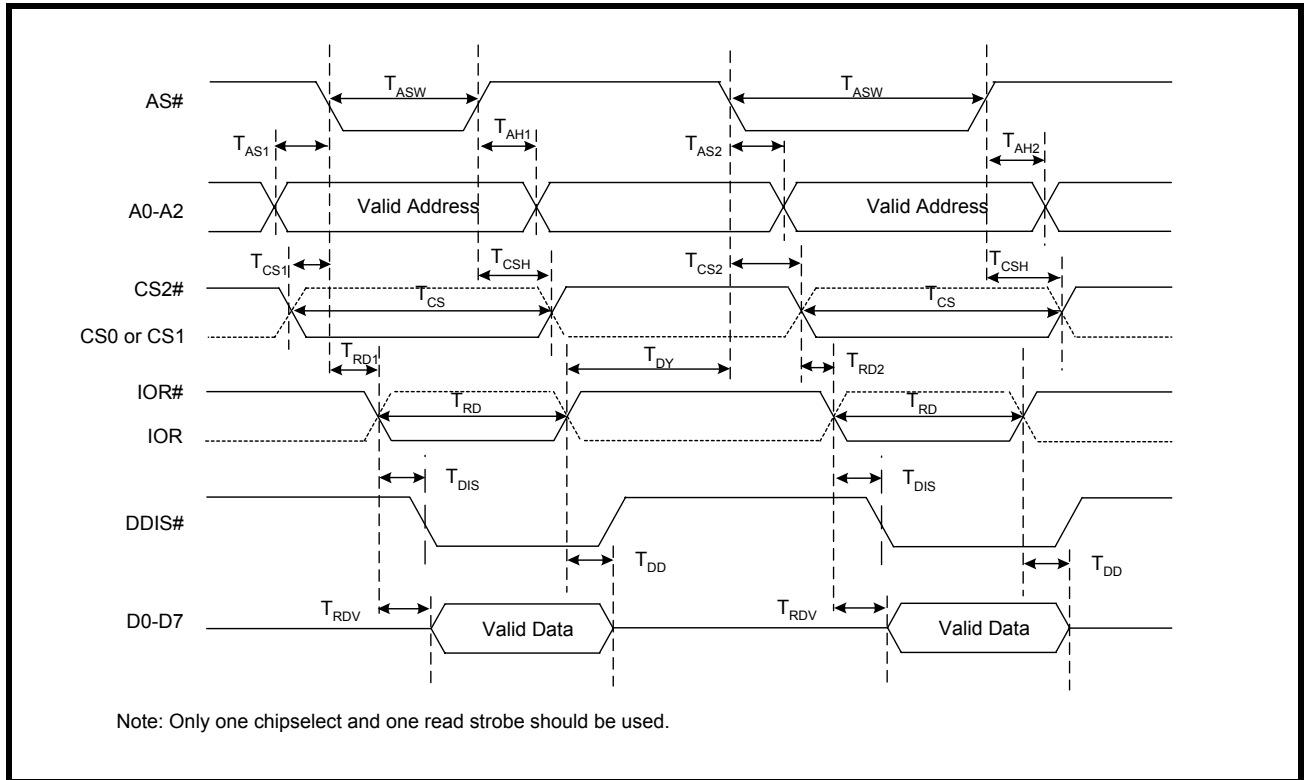 AS#
T_ASW
T_ASW
T_AS1
T_AH1
T_AS2
T_AH2
A0-A2
Valid Address
Valid Address
T_CS1
T_CSH
T_CS2
T_CSH
CS2#
T_CS
T_CS
CS0 or CS1
T_RD1
T_DY
T_RD2
IOR#
T_RD
T_RD
IOR
T_DIS
T_DIS
DDIS#
T_DD
T_DD
T_RDV
T_RDV
D0-D7
Valid Data
Valid Data
Note: Only one chipselect and one read strobe should be used.